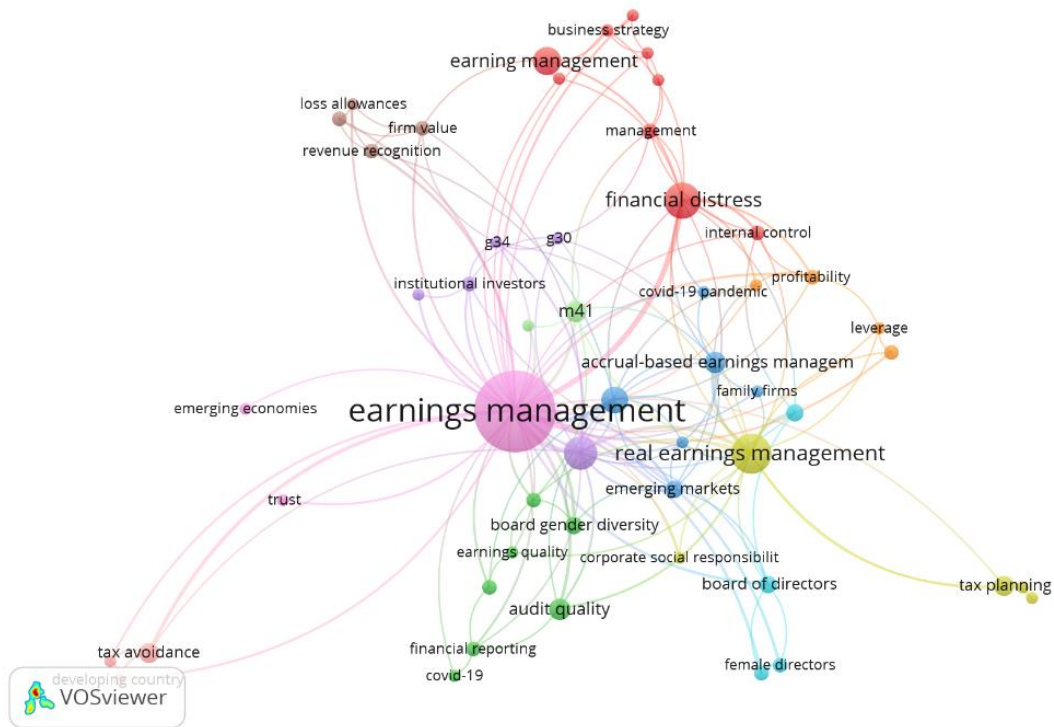 business strategy
earning management
loss allowances
firm value
revenue recognition
management
financial distress
internal control
g34
g30
institutional investors
profitability
covid-19 pandemic
m41
leverage
accrual-based earnings managem
family firms
emerging economies
earnings management
real earnings management
emerging markets
trust
board gender diversity
earnings quality
corporate social responsibilit
board of directors
tax planning
audit quality
tax avoidance
financial reporting
female directors
covid-19
developing country
VOSviewer